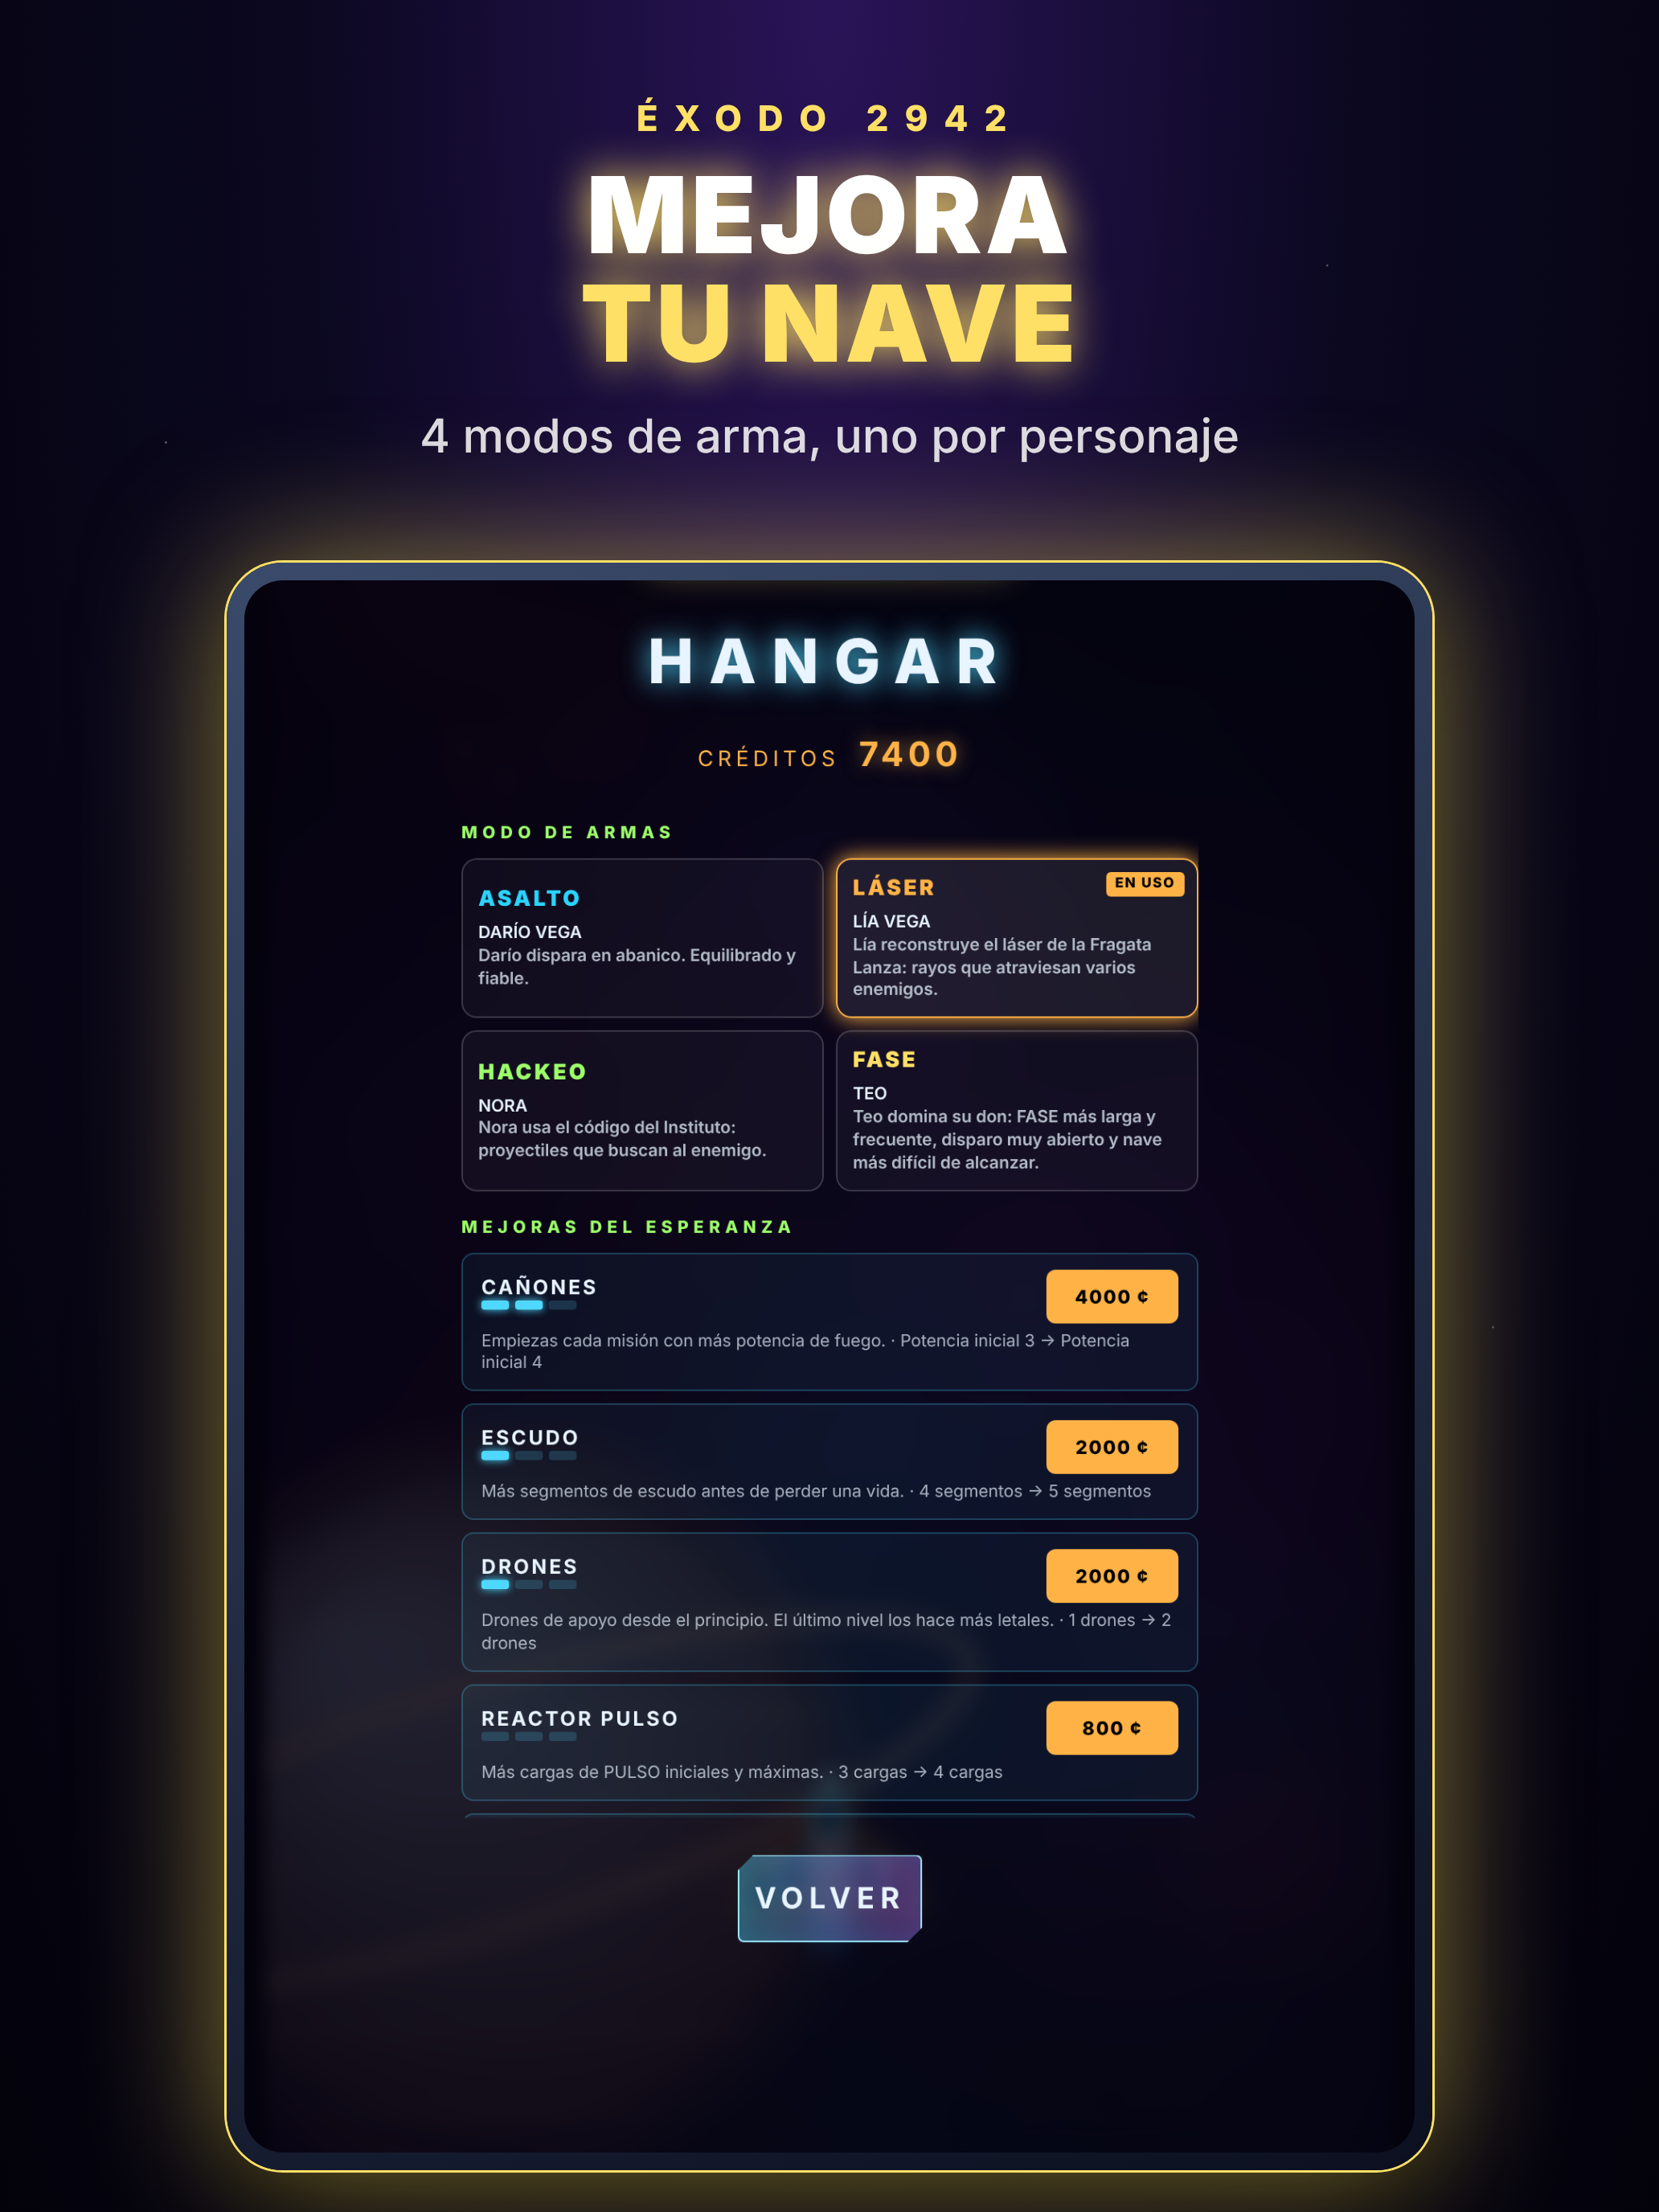 ÉXODO 2942
MEJORA
TU NAVE
4 modos de arma, uno por personaje
HANGAR
CRÉDITOS 7400
MODO DE ARMAS
ASALTO
DARÍO VEGA
Darío dispara en abanico. Equilibrado y
fiable.
LÁSER
EN USO
LÍA VEGA
Lía reconstruye el láser de la Fragata
Lanza: rayos que atraviesan varios
enemigos.
HACKEO
NORA
Nora usa el código del Instituto:
proyectiles que buscan al enemigo.
FASE
TEO
Teo domina su don: FASE más larga y
frecuente, disparo muy abierto y nave
más difícil de alcanzar.
MEJORAS DEL ESPERANZA
CAÑONES
4000 ¢
Empiezas cada misión con más potencia de fuego. · Potencia inicial 3 → Potencia
inicial 4
ESCUDO
2000 ¢
Más segmentos de escudo antes de perder una vida. · 4 segmentos → 5 segmentos
DRONES
2000 ¢
Drones de apoyo desde el principio. El último nivel los hace más letales. · 1 drones → 2
drones
REACTOR PULSO
800 ¢
Más cargas de PULSO iniciales y máximas. · 3 cargas → 4 cargas
VOLVER